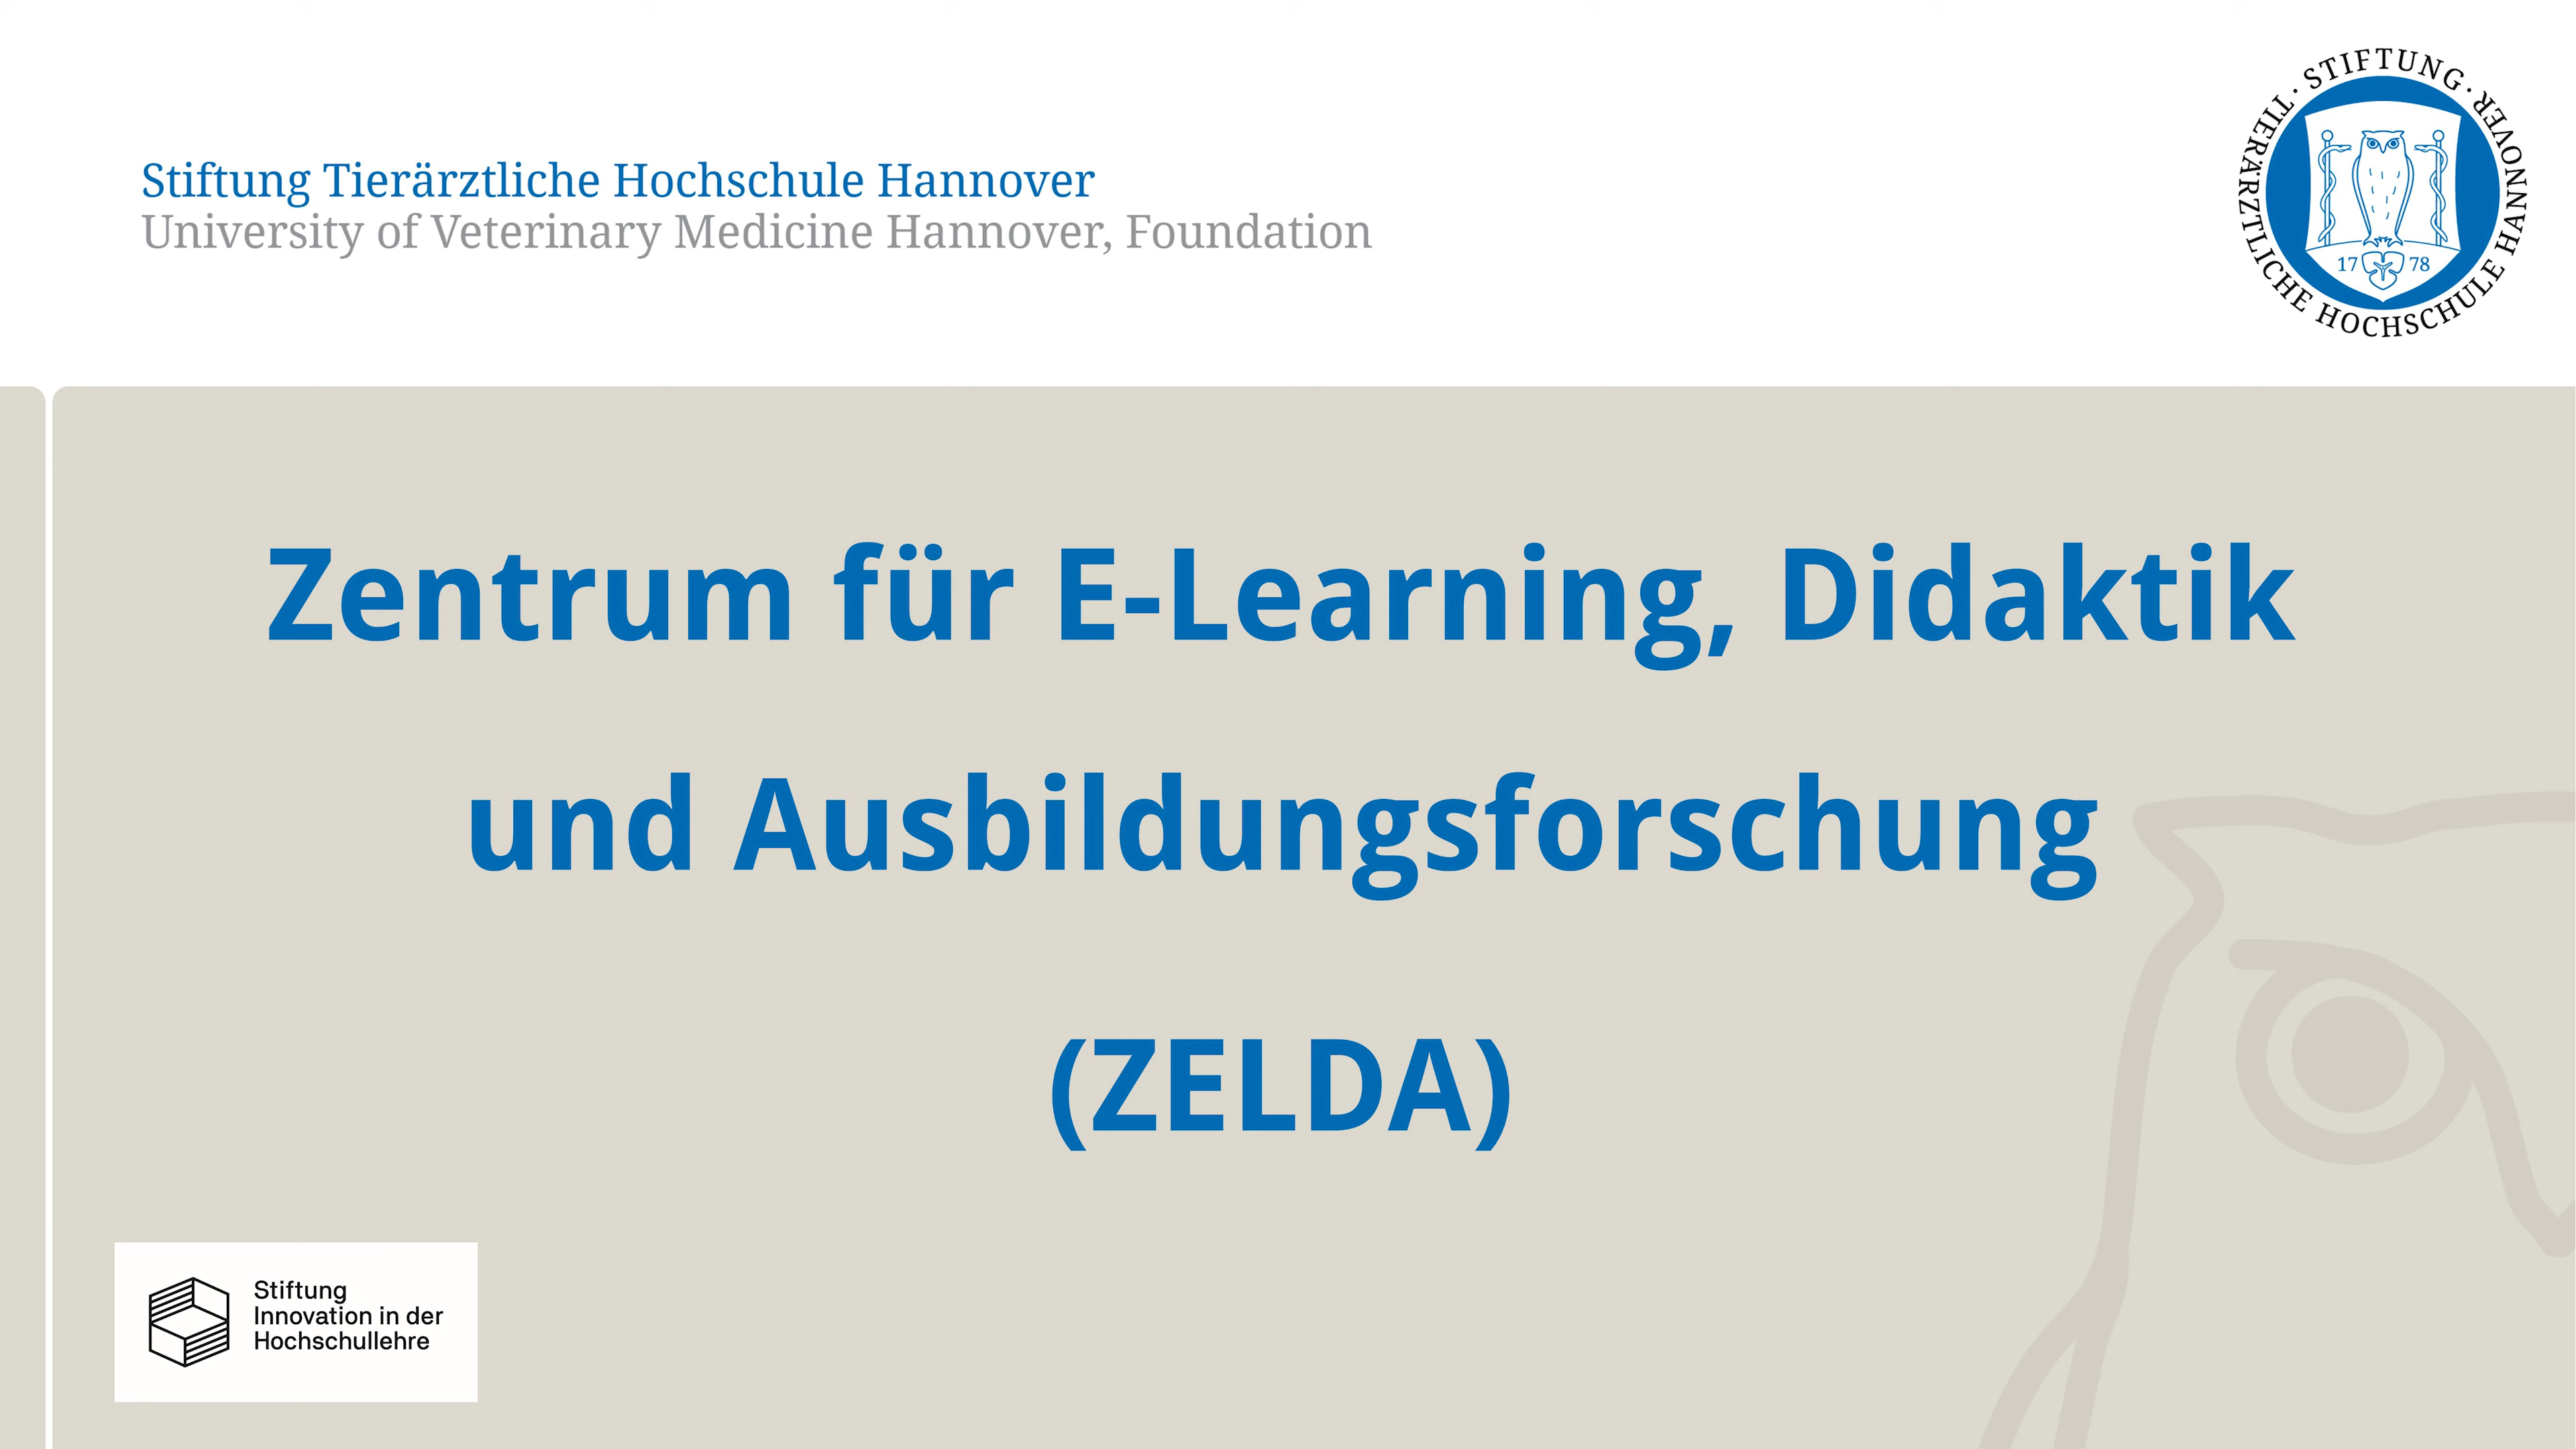 Stiftung Tierärztliche Hochschule Hannover
University of Veterinary Medicine Hannover, Foundation
· STIFTUNG · TIERÄRZTLICHE HOCHSCHULE HANNOVER
17 78
Zentrum für E-Learning, Didaktik
und Ausbildungsforschung
(ZELDA)
Stiftung
Innovation in der
Hochschullehre